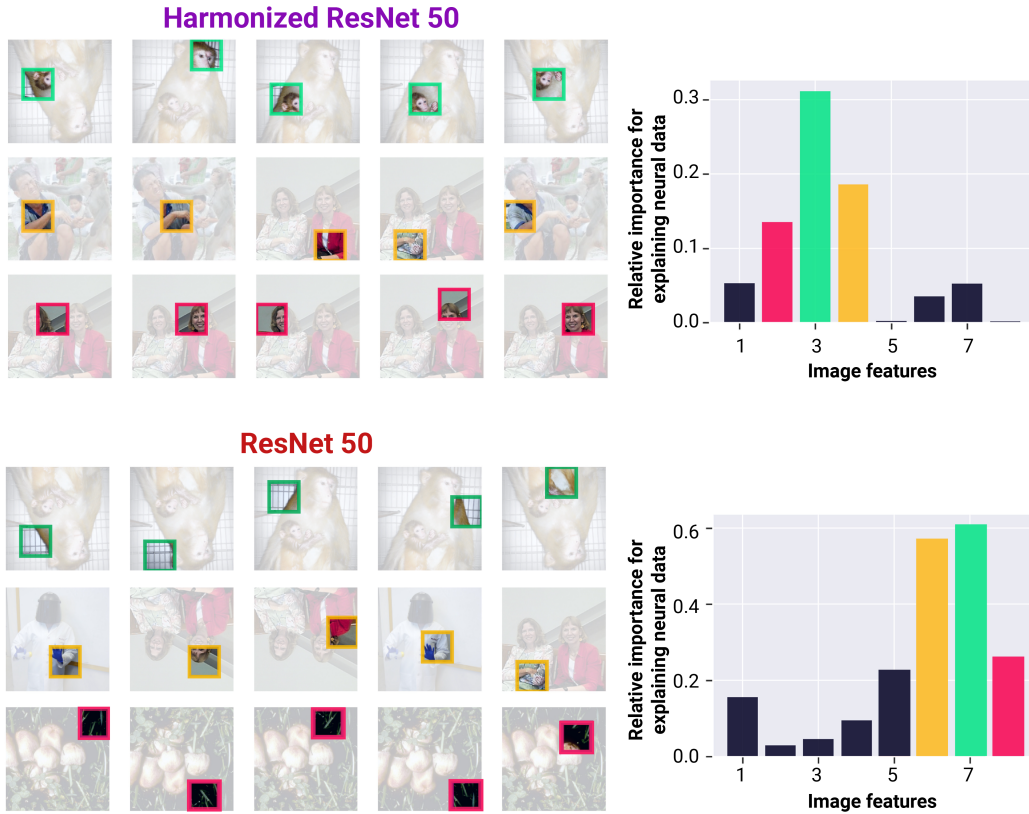 Harmonized ResNet 50
Relative importance for
explaining neural data
0.3
0.2
0.1
0.0
1
3
5
7
Image features
ResNet 50
Relative importance for
explaining neural data
0.6
0.4
0.2
0.0
1
3
5
7
Image features